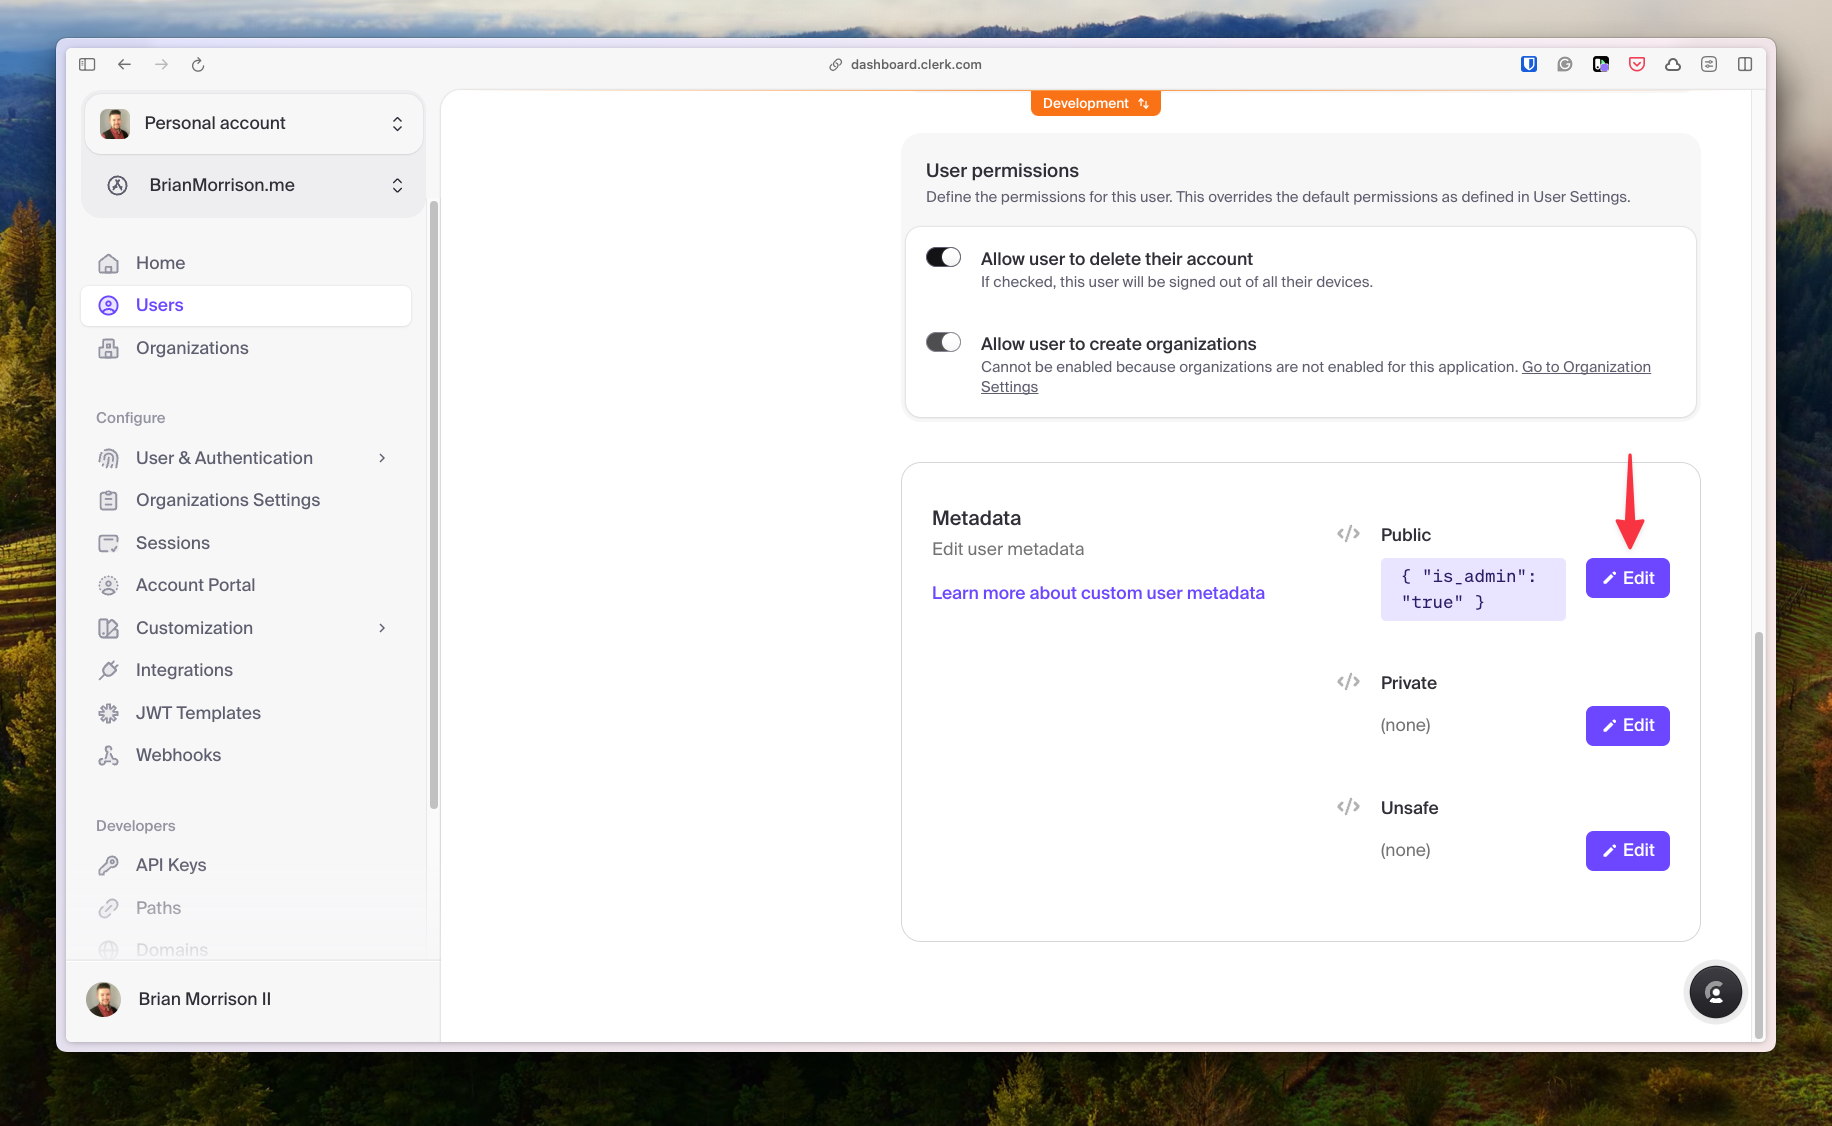 dashboard.clerk.com
Personal account
BrianMorrison.me
Home
Users
Organizations
Configure
User & Authentication
Organizations Settings
Sessions
Account Portal
Customization
Integrations
JWT Templates
Webhooks
Developers
API Keys
Paths
Domains
Brian Morrison II
Development
User permissions
Define the permissions for this user. This overrides the default permissions as defined in User Settings.
Allow user to delete their account
If checked, this user will be signed out of all their devices.
Allow user to create organizations
Cannot be enabled because organizations are not enabled for this application. Go to Organization
Settings
Metadata
Edit user metadata
Learn more about custom user metadata
</> Public
{ "is_admin":
"true" }
Edit
</> Private
(none)
Edit
</> Unsafe
(none)
Edit